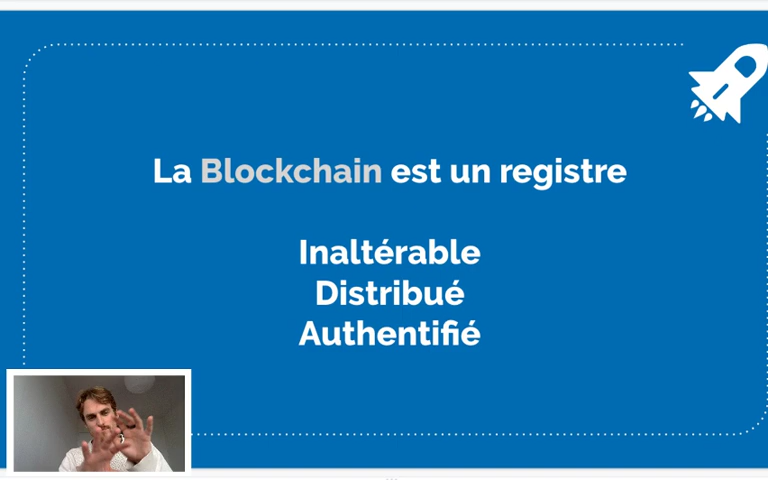 La Blockchain est un registre
Inaltérable
Distribué
Authentifié